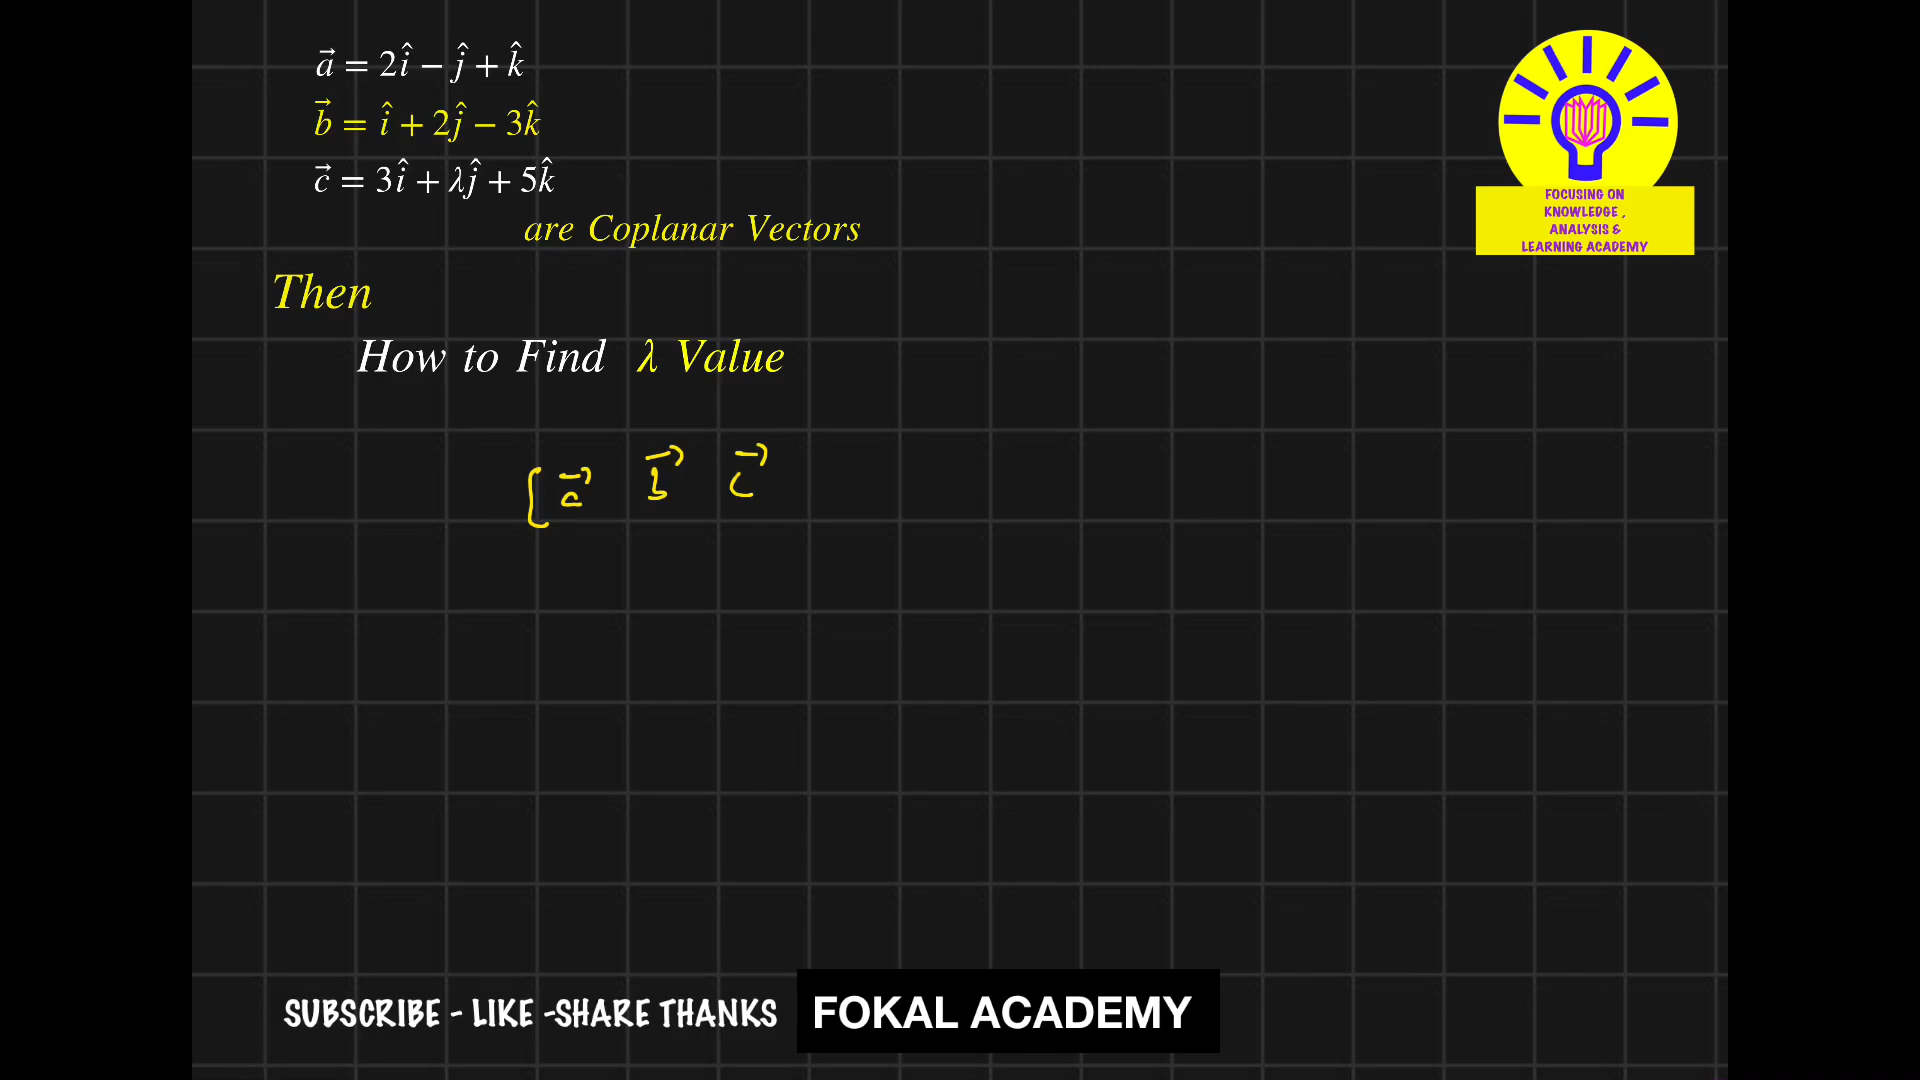 a⃗ = 2î − ĵ + k̂
b⃗ = î + 2ĵ − 3k̂
c⃗ = 3î + λĵ + 5k̂
are Coplanar Vectors
Then
How to Find λ Value
[a⃗ b⃗ c⃗
FOCUSING ON
KNOWLEDGE ,
ANALYSIS &
LEARNING ACADEMY
SUBSCRIBE - LIKE -SHARE THANKS
FOKAL ACADEMY